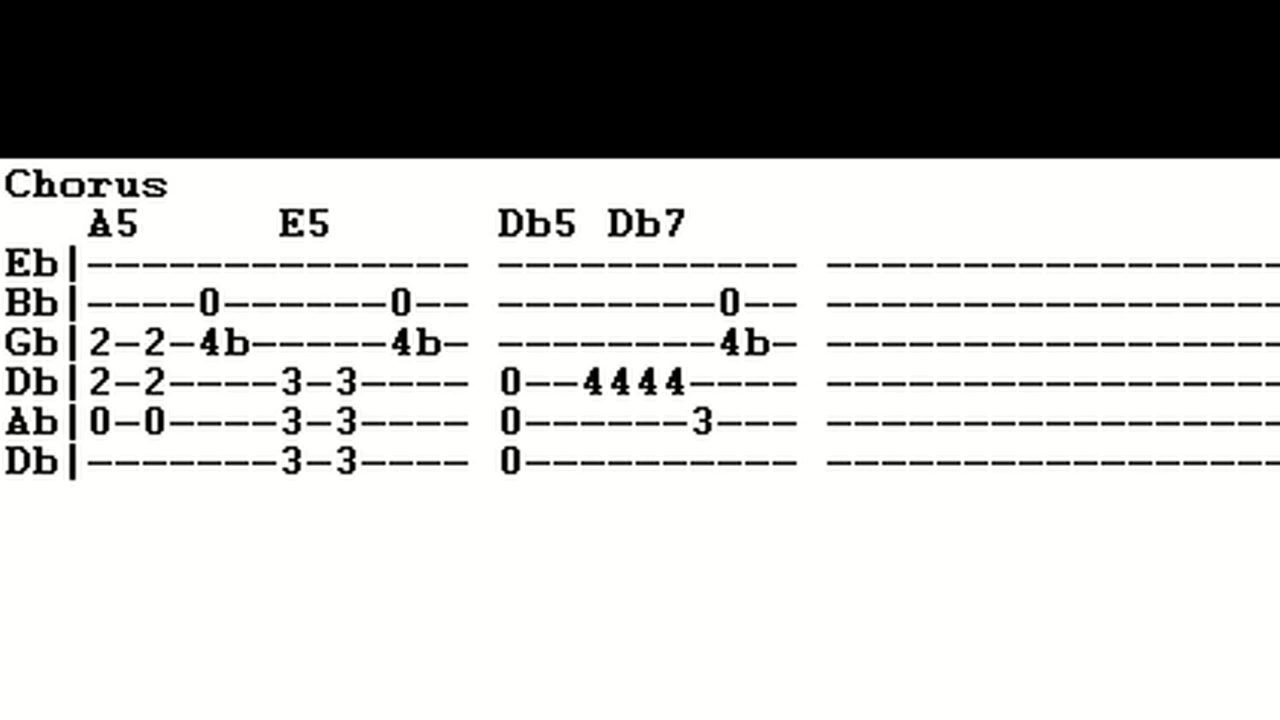 Chorus
   A5     E5      Db5 Db7
Eb|-------------- ----------- -----------------
Bb|----0------0-- --------0-- -----------------
Gb|2-2-4b-----4b- --------4b- -----------------
Db|2-2----3-3---- 0--4444---- -----------------
Ab|0-0----3-3---- 0------3--- -----------------
Db|-------3-3---- 0---------- -----------------